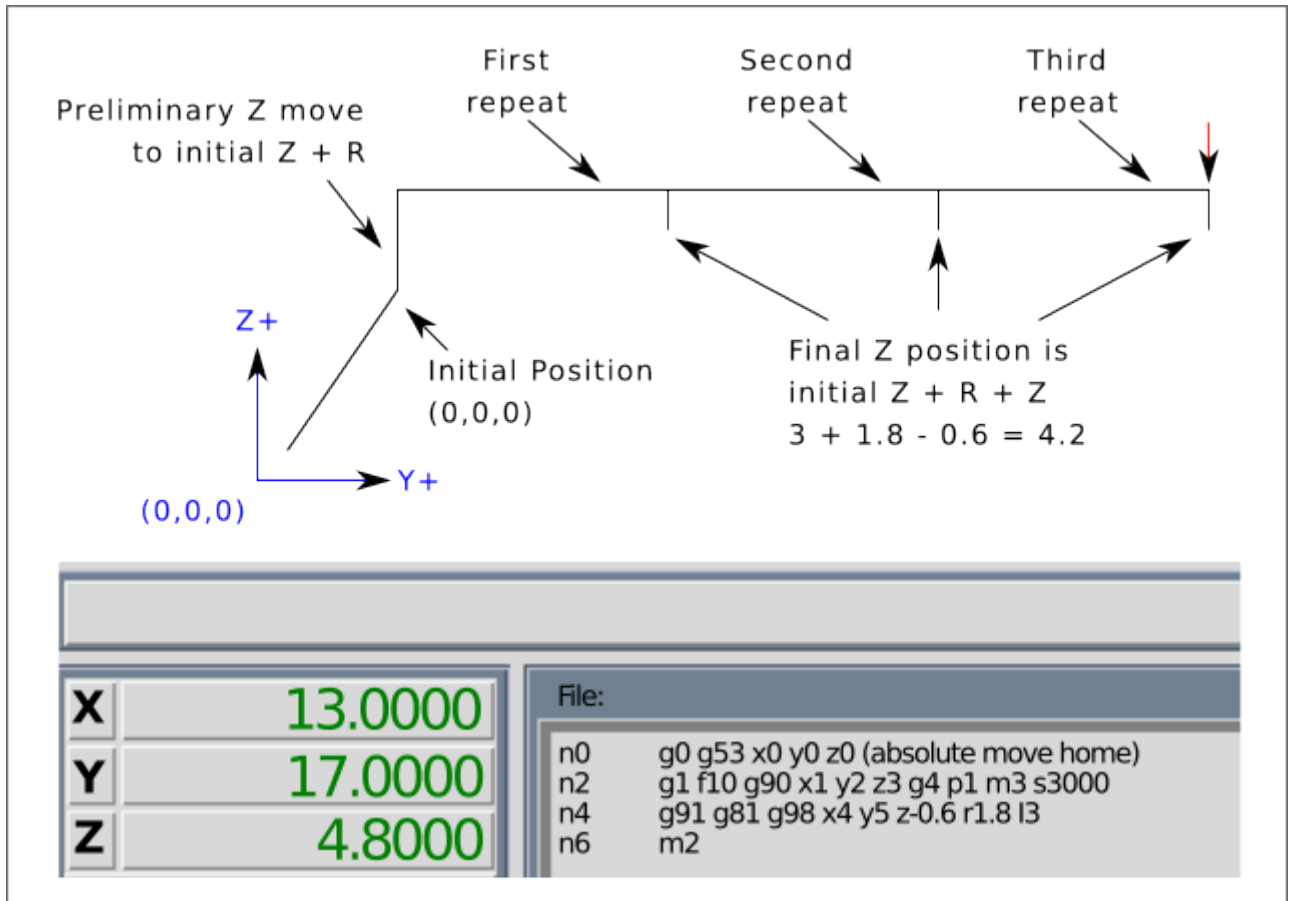 First
repeat
Second
repeat
Third
repeat
Preliminary Z move
to initial Z + R
Z+
Initial Position
(0,0,0)
Final Z position is
initial Z + R + Z
3 + 1.8 - 0.6 = 4.2
Y+
(0,0,0)
X 13.0000
Y 17.0000
Z 4.8000
File:
n0 g0 g53 x0 y0 z0 (absolute move home)
n2 g1 f10 g90 x1 y2 z3 g4 p1 m3 s3000
n4 g91 g81 g98 x4 y5 z-0.6 r1.8 l3
n6 m2